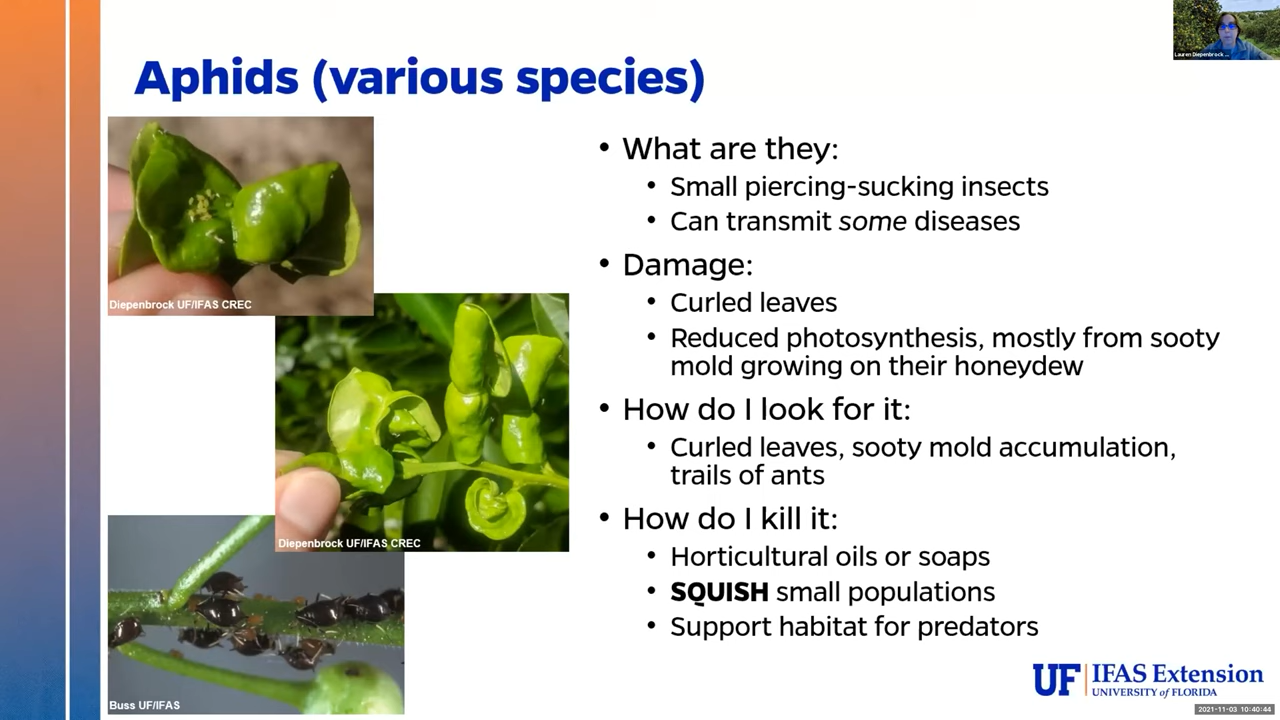 Lauren Diepenbrock ...
Aphids (various species)
Diepenbrock UF/IFAS CREC
Diepenbrock UF/IFAS CREC
Buss UF/IFAS
• What are they:
• Small piercing-sucking insects
• Can transmit some diseases
• Damage:
• Curled leaves
• Reduced photosynthesis, mostly from sooty
mold growing on their honeydew
• How do I look for it:
• Curled leaves, sooty mold accumulation,
trails of ants
• How do I kill it:
• Horticultural oils or soaps
• SQUISH small populations
• Support habitat for predators
UF IFAS Extension
UNIVERSITY of FLORIDA
2021-11-03 10:40:44